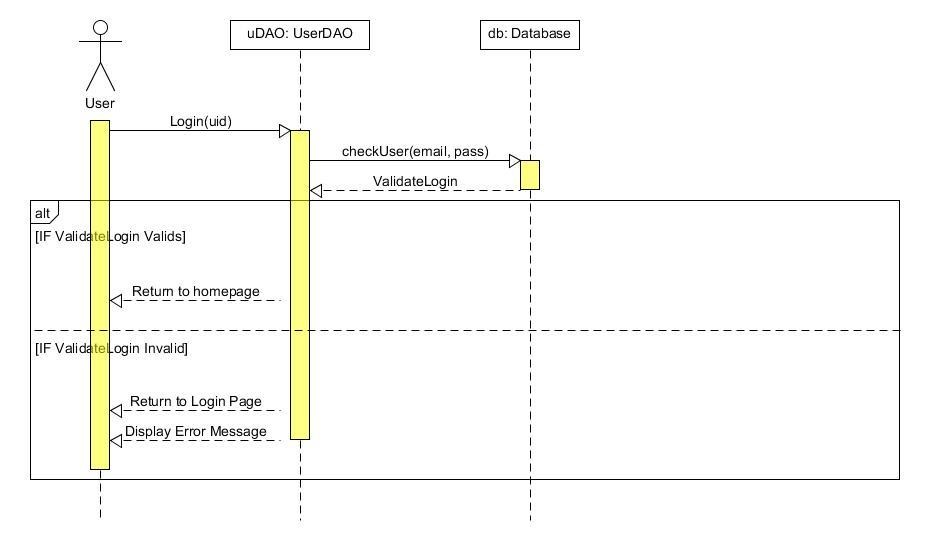 uDAO: UserDAO
db: Database
User
Login(uid)
checkUser(email, pass)
ValidateLogin
alt
[IF ValidateLogin Valids]
Return to homepage
[IF ValidateLogin Invalid]
Return to Login Page
Display Error Message